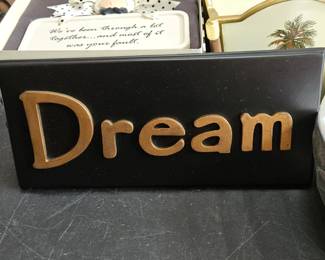 We've been through a lot
together...and most of it
was your fault.
Dream